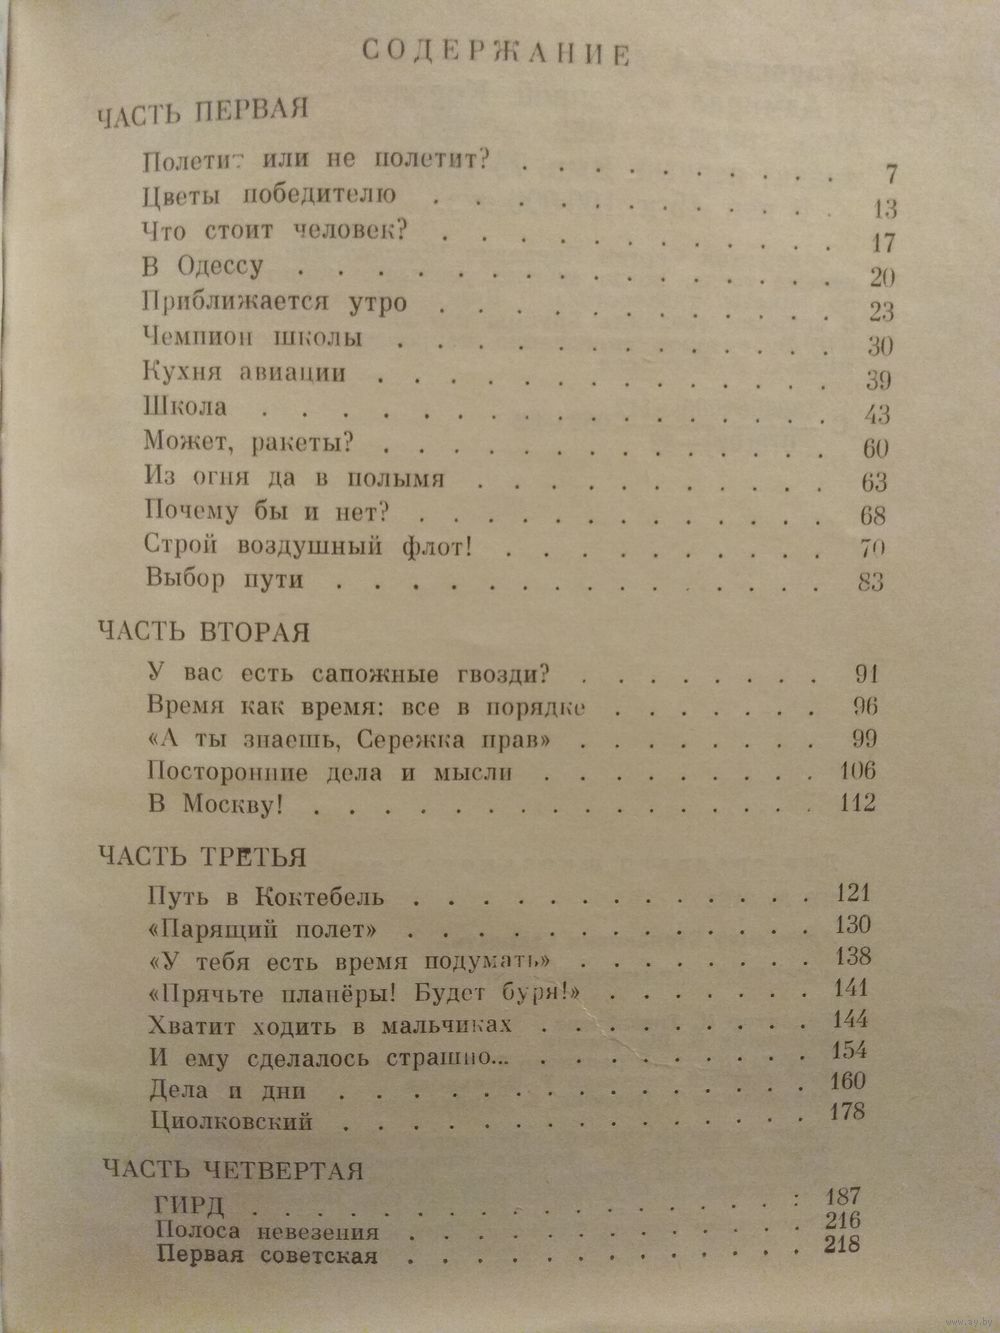 СОДЕРЖАНИЕ
ЧАСТЬ ПЕРВАЯ
Полетит или не полетит? . . . . . . . . . 7
Цветы победителю . . . . . . . . . . . . 13
Что стоит человек? . . . . . . . . . . . . 17
В Одессу . . . . . . . . . . . . . . . . 20
Приближается утро . . . . . . . . . . . . 23
Чемпион школы . . . . . . . . . . . . . 30
Кухня авиации . . . . . . . . . . . . . 39
Школа . . . . . . . . . . . . . . . . 43
Может, ракеты? . . . . . . . . . . . . . 60
Из огня да в полымя . . . . . . . . . . . 63
Почему бы и нет? . . . . . . . . . . . . 68
Строй воздушный флот! . . . . . . . . . . 70
Выбор пути . . . . . . . . . . . . . . 83
ЧАСТЬ ВТОРАЯ
У вас есть сапожные гвозди? . . . . . . . . 91
Время как время: все в порядке . . . . . . 96
«А ты знаешь, Сережка прав» . . . . . . . 99
Посторонние дела и мысли . . . . . . . . 106
В Москву! . . . . . . . . . . . . . . . 112
ЧАСТЬ ТРЕТЬЯ
Путь в Коктебель . . . . . . . . . . . . 121
«Парящий полет» . . . . . . . . . . . . 130
«У тебя есть время подумать» . . . . . . . 138
«Прячьте планёры! Будет буря!» . . . . . . 141
Хватит ходить в мальчиках . . . . . . . . 144
И ему сделалось страшно... . . . . . . . . 154
Дела и дни . . . . . . . . . . . . . . 160
Циолковский . . . . . . . . . . . . . . 178
ЧАСТЬ ЧЕТВЕРТАЯ
ГИРД . . . . . . . . . . . . . . . . : 187
Полоса невезения . . . . . . . . . . . . 216
Первая советская . . . . . . . . . . . . 218
www.ay.by